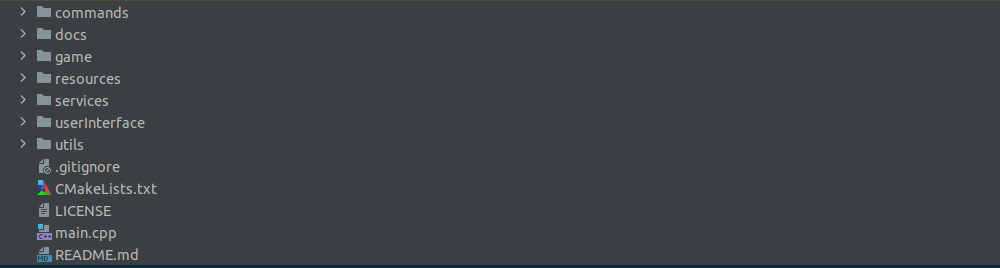 commands
docs
game
resources
services
userInterface
utils
.gitignore
CMakeLists.txt
LICENSE
main.cpp
README.md